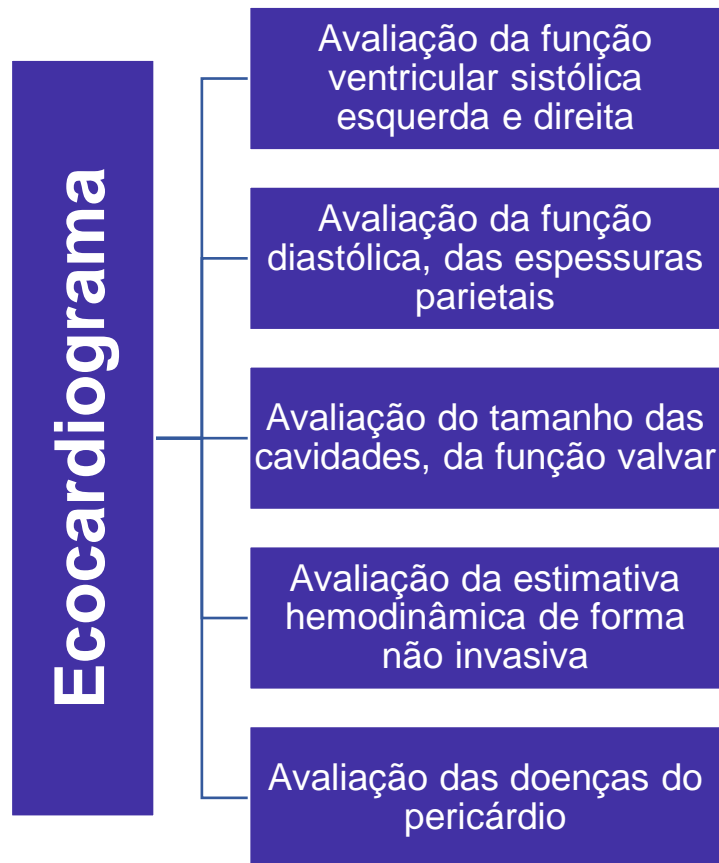 Ecocardiograma
Avaliação da função
ventricular sistólica
esquerda e direita
Avaliação da função
diastólica, das espessuras
parietais
Avaliação do tamanho das
cavidades, da função valvar
Avaliação da estimativa
hemodinâmica de forma
não invasiva
Avaliação das doenças do
pericárdio